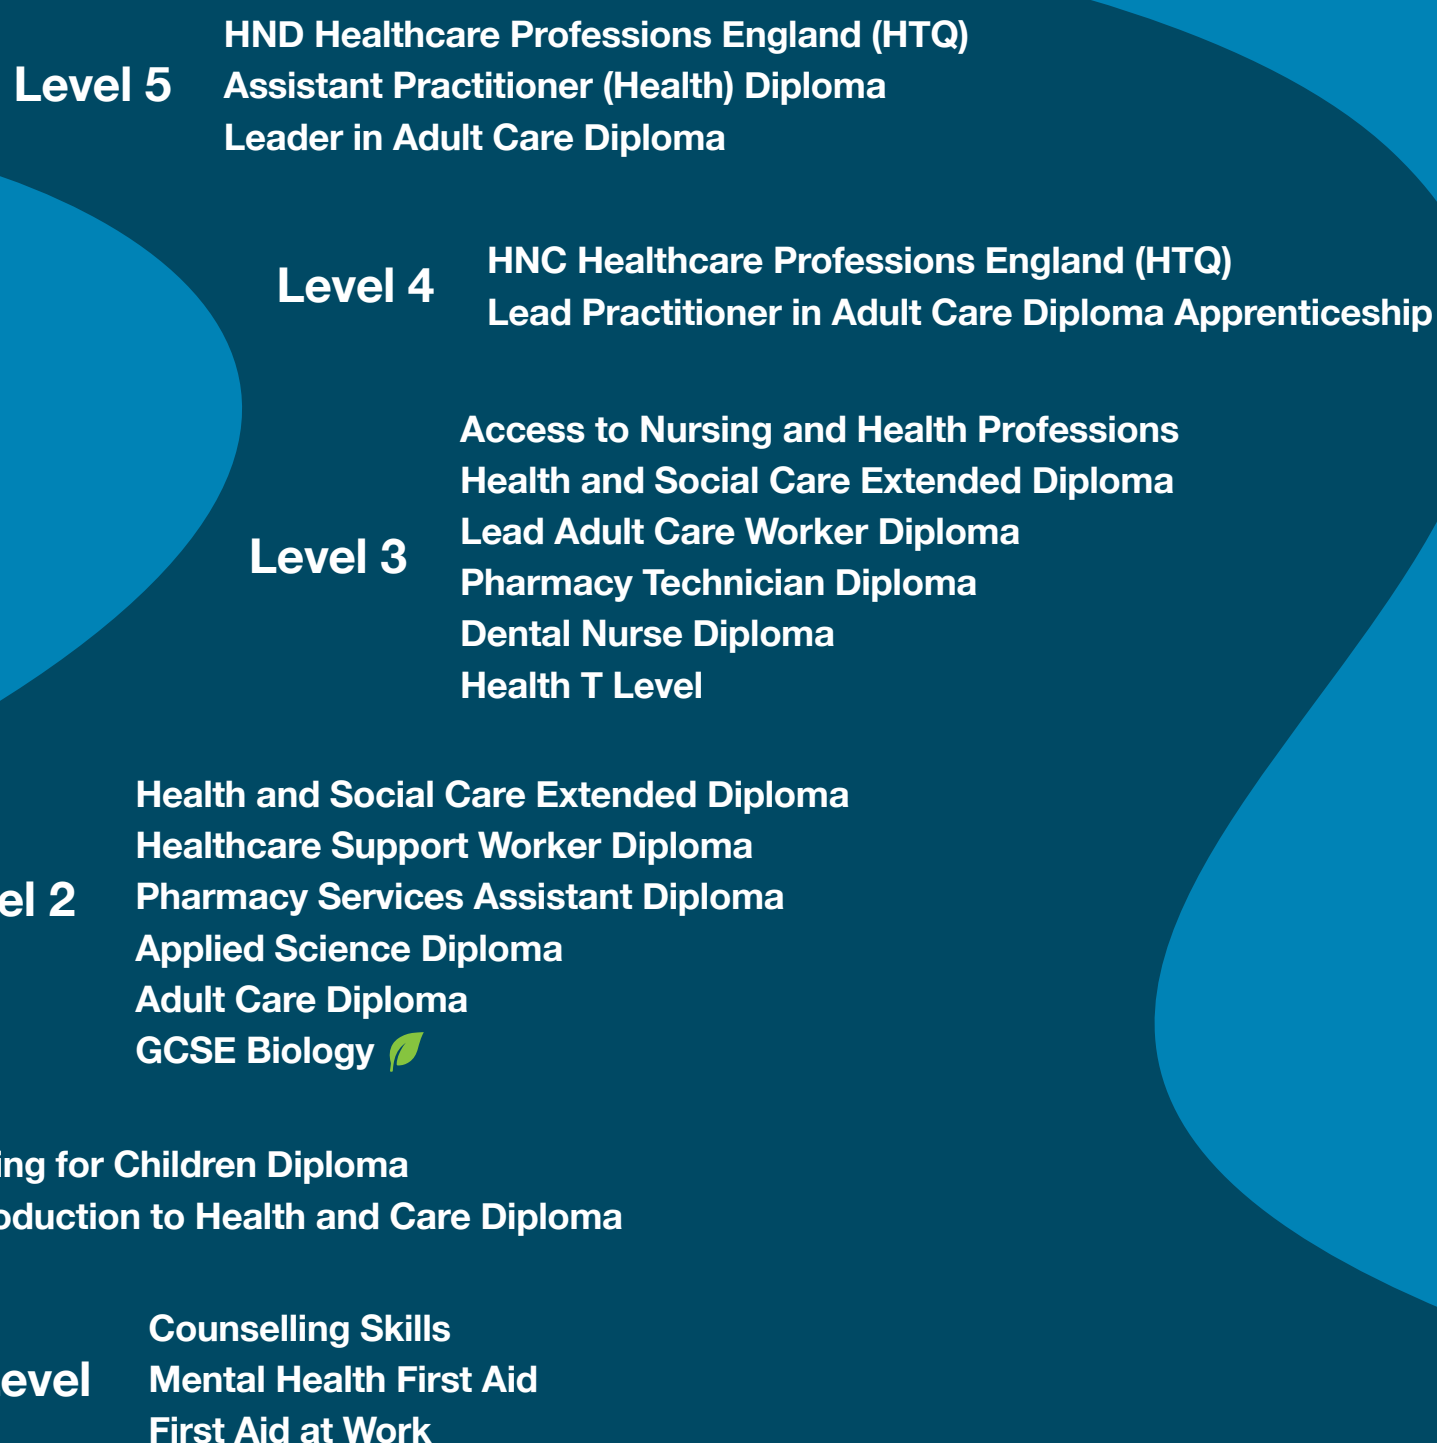 HND Healthcare Professions England (HTQ)
Level 5
Assistant Practitioner (Health) Diploma
Leader in Adult Care Diploma
HNC Healthcare Professions England (HTQ)
Level 4
Lead Practitioner in Adult Care Diploma Apprenticeship
Access to Nursing and Health Professions
Health and Social Care Extended Diploma
Lead Adult Care Worker Diploma
Level 3
Pharmacy Technician Diploma
Dental Nurse Diploma
Health T Level
Health and Social Care Extended Diploma
Healthcare Support Worker Diploma
el 2
Pharmacy Services Assistant Diploma
Applied Science Diploma
Adult Care Diploma
GCSE Biology
ing for Children Diploma
oduction to Health and Care Diploma
Counselling Skills
evel
Mental Health First Aid
First Aid at Work